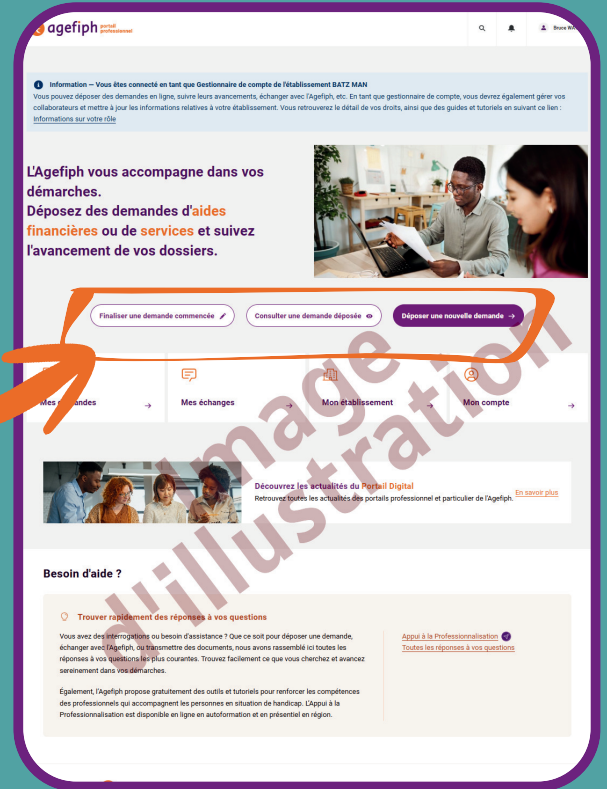 agefiph portail
professionnel
Bruce
Information — Vous êtes connecté en tant que Gestionnaire de compte de l'établissement BATZ MAN
Vous pouvez déposer des demandes en ligne, suivre leurs avancements, échanger avec l'Agefiph, etc. En tant que gestionnaire de compte, vous devrez également gérer vos
collaborateurs et mettre à jour les informations relatives à votre établissement. Vous retrouverez le détail de vos droits, ainsi que des guides et tutoriels en suivant ce lien :
Informations sur votre rôle
L'Agefiph vous accompagne dans vos
démarches.
Déposez des demandes d'aides
financières ou de services et suivez
l'avancement de vos dossiers.
Finaliser une demande commencée
Consulter une demande déposée
Déposer une nouvelle demande →
Mes →
Mes échanges →
Mon établissement →
Mon compte →
Découvrez les actualités du Portail Digital
Retrouvez toutes les actualités des portails professionnel et particulier de l'Agefiph.
En savoir plus
Besoin d'aide ?
Trouver rapidement des réponses à vos questions
Vous avez des interrogations ou besoin d'assistance ? Que ce soit pour déposer une demande,
échanger avec l'Agefiph, ou transmettre des documents, nous avons rassemblé ici toutes les
réponses à vos questions les plus courantes. Trouvez facilement ce que vous cherchez et avancez
sereinement dans vos démarches.
Également, l'Agefiph propose gratuitement des outils et tutoriels pour renforcer les compétences
des professionnels qui accompagnent les personnes en situation de handicap. L'Appui à la
Professionnalisation est disponible en ligne en autoformation et en présentiel en région.
Appui à la Professionnalisation
Toutes les réponses à vos questions
image
d'illustration